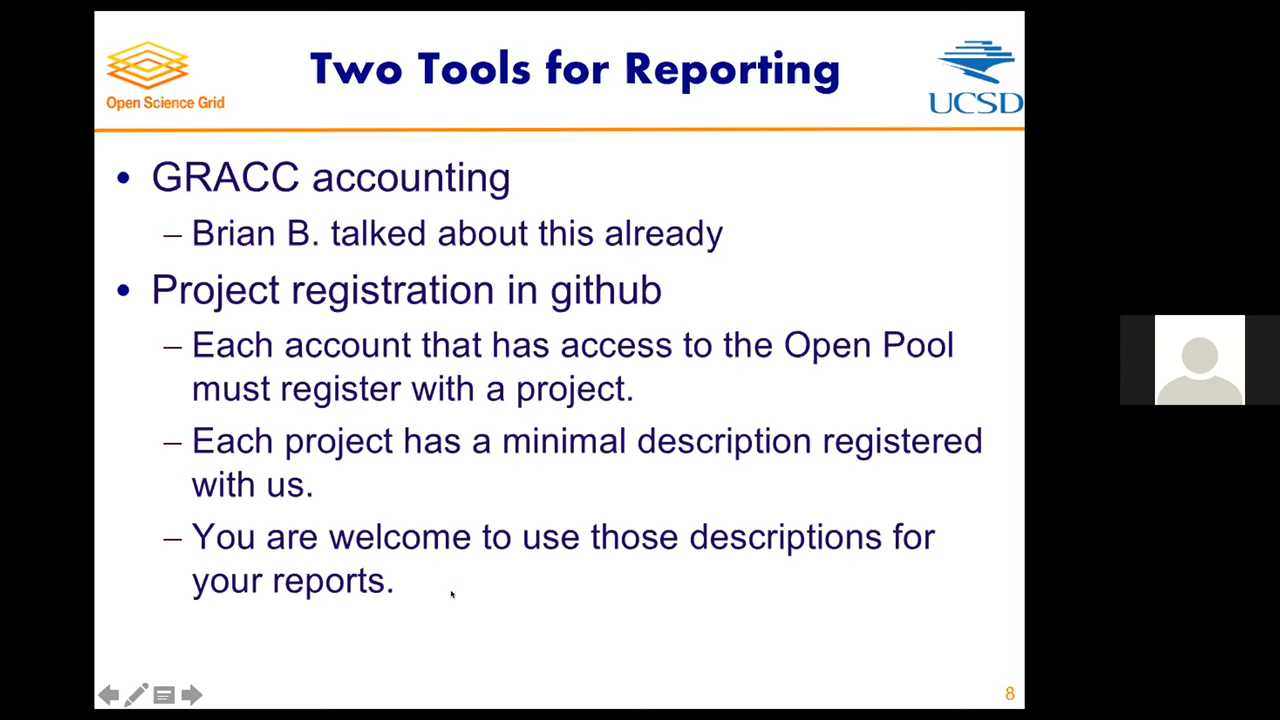 Two Tools for Reporting
Open Science Grid
UCSD
• GRACC accounting
– Brian B. talked about this already
• Project registration in github
– Each account that has access to the Open Pool
must register with a project.
– Each project has a minimal description registered
with us.
– You are welcome to use those descriptions for
your reports.
8